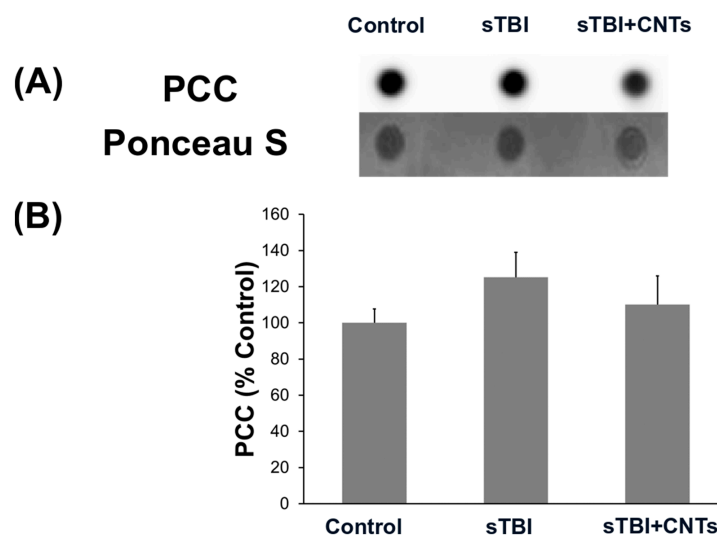 Control sTBI sTBI+CNTs
(A)
PCC
Ponceau S
(B)
160
140
120
100
80
60
40
20
0
PCC (% Control)
Control sTBI sTBI+CNTs